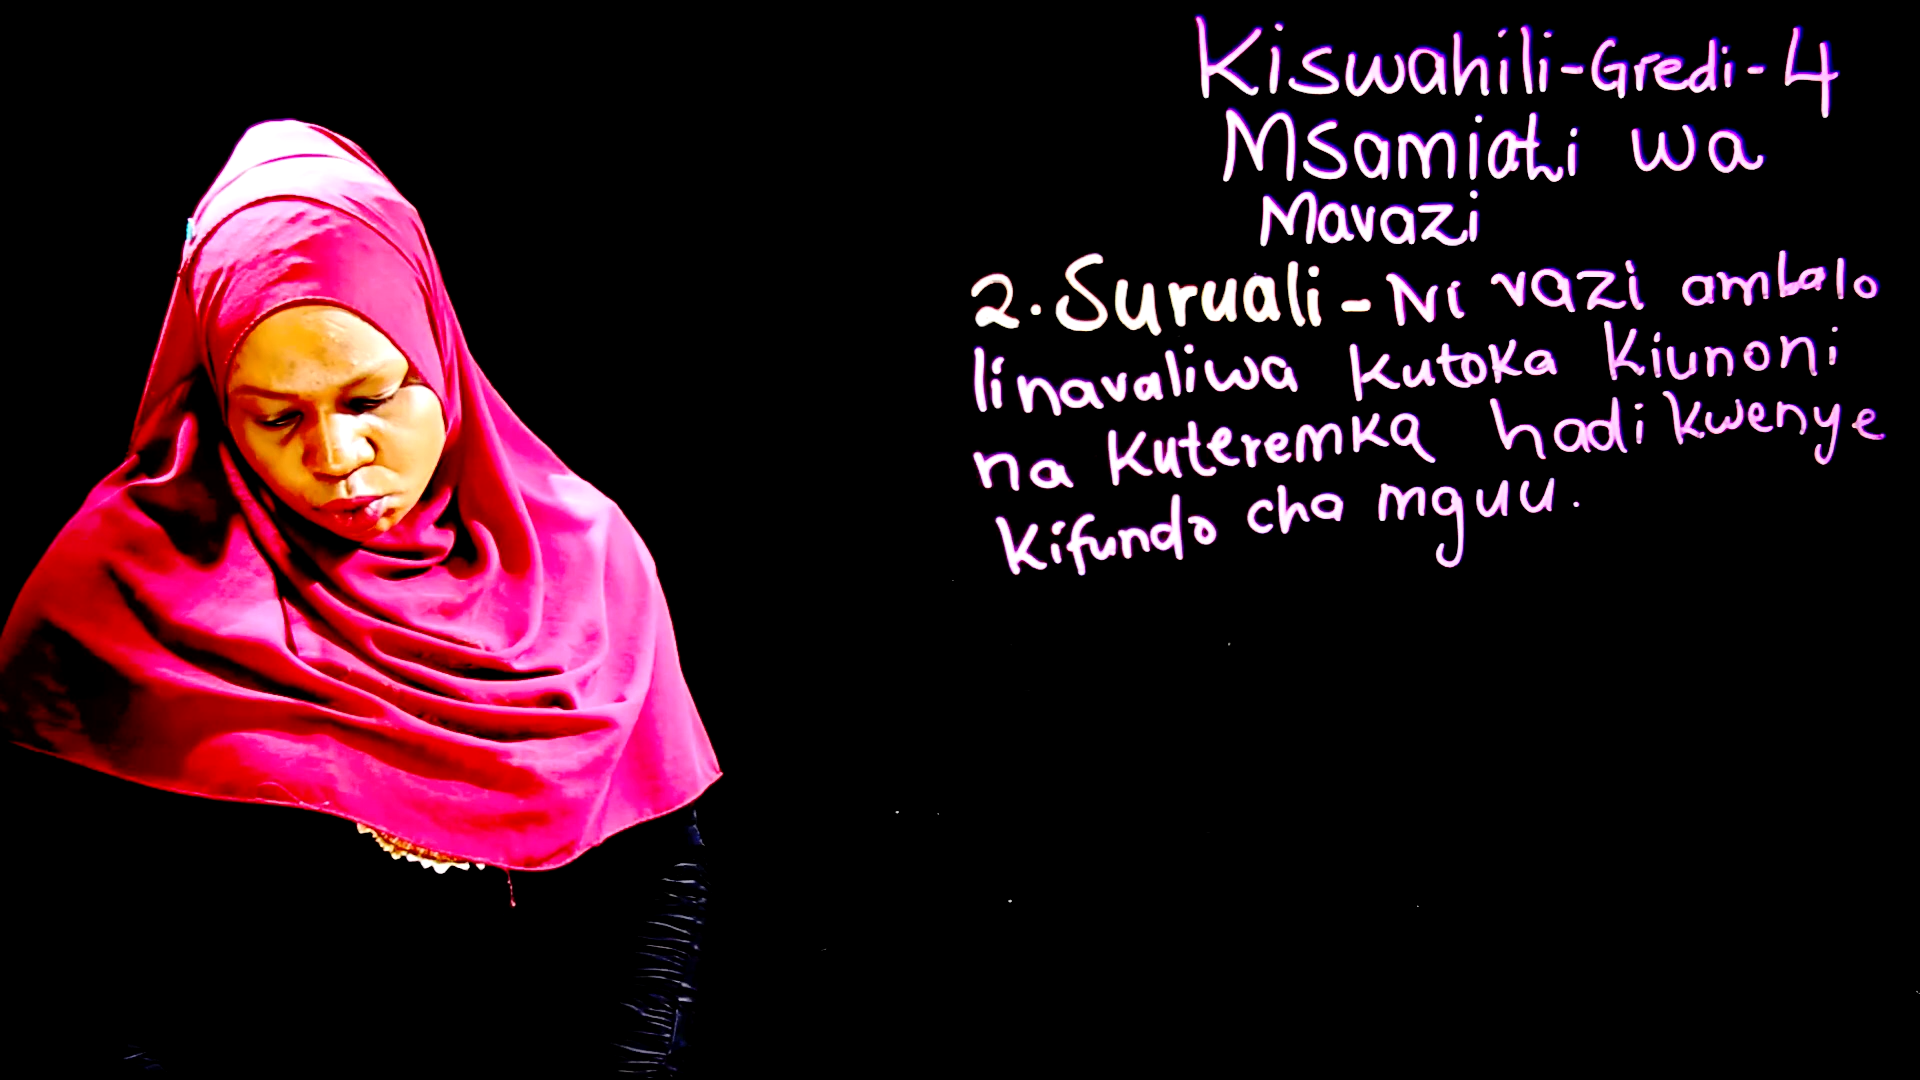 Kiswahili-Gredi-4
Msamiati wa
Mavazi
2. Suruali - Ni vazi ambalo
linavaliwa kutoka Kiunoni
na kuteremka hadi kwenye
kifundo cha mguu.